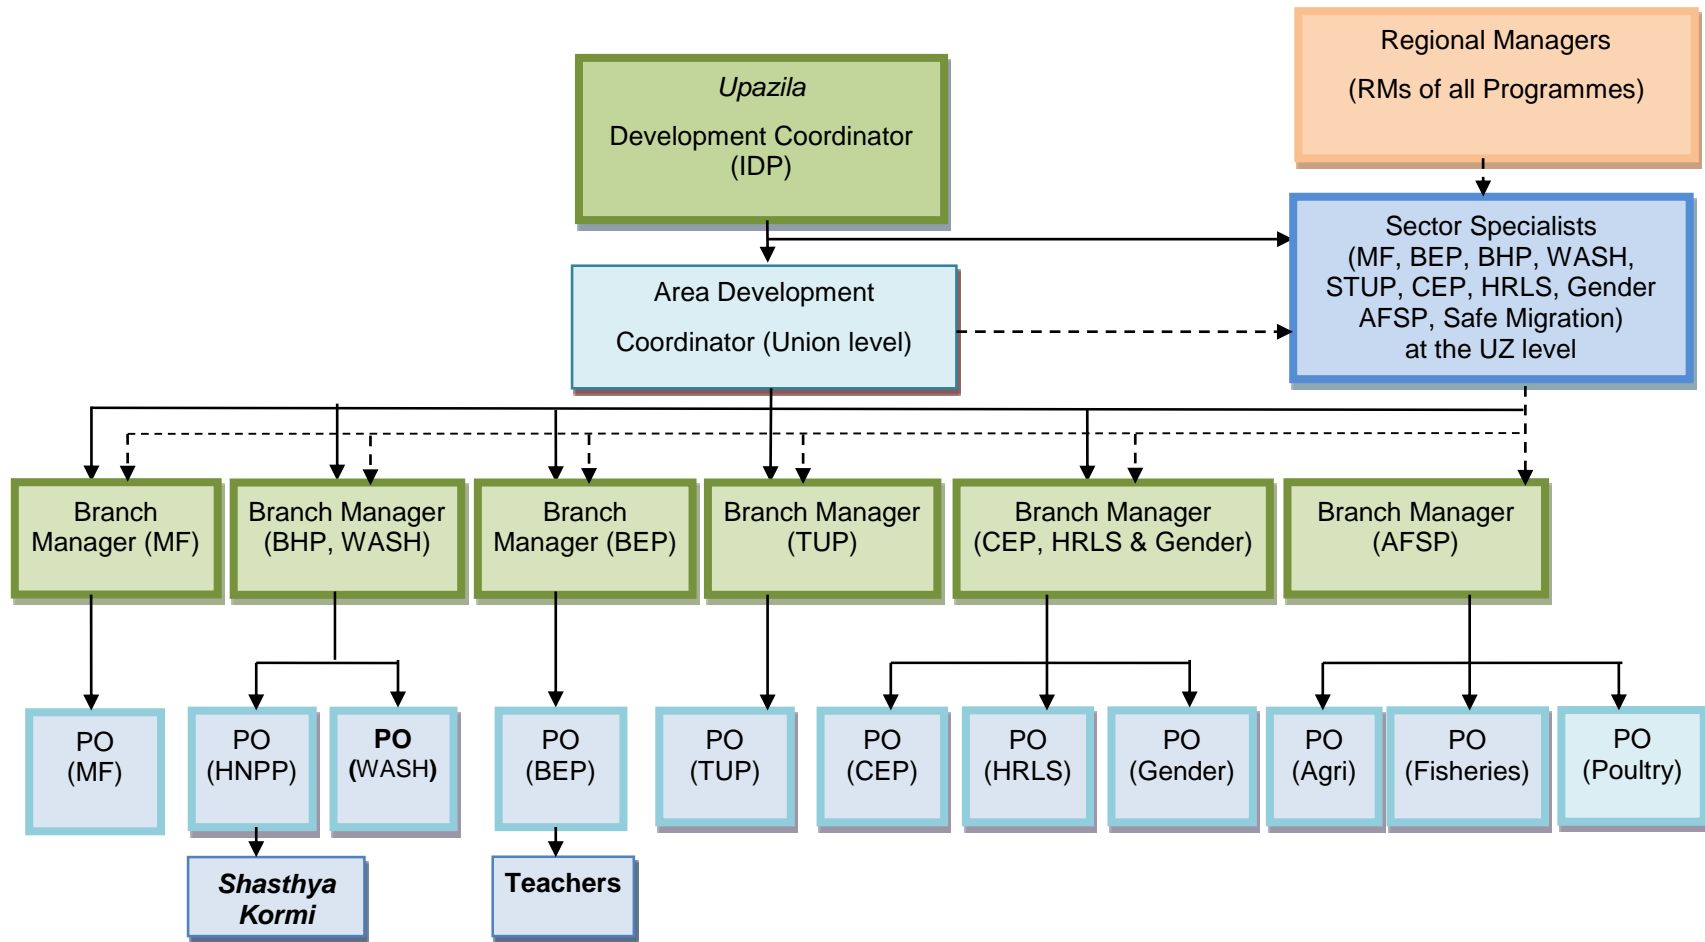 Regional Managers
(RMs of all Programmes)
Upazila
Development Coordinator
(IDP)
Sector Specialists
(MF, BEP, BHP, WASH,
STUP, CEP, HRLS, Gender
AFSP, Safe Migration)
at the UZ level
Area Development
Coordinator (Union level)
Branch
Manager (MF)
Branch Manager
(BHP, WASH)
Branch
Manager (BEP)
Branch Manager
(TUP)
Branch Manager
(CEP, HRLS & Gender)
Branch Manager
(AFSP)
PO
(MF)
PO
(HNPP)
PO
(WASH)
PO
(BEP)
PO
(TUP)
PO
(CEP)
PO
(HRLS)
PO
(Gender)
PO
(Agri)
PO
(Fisheries)
PO
(Poultry)
Shasthya
Kormi
Teachers